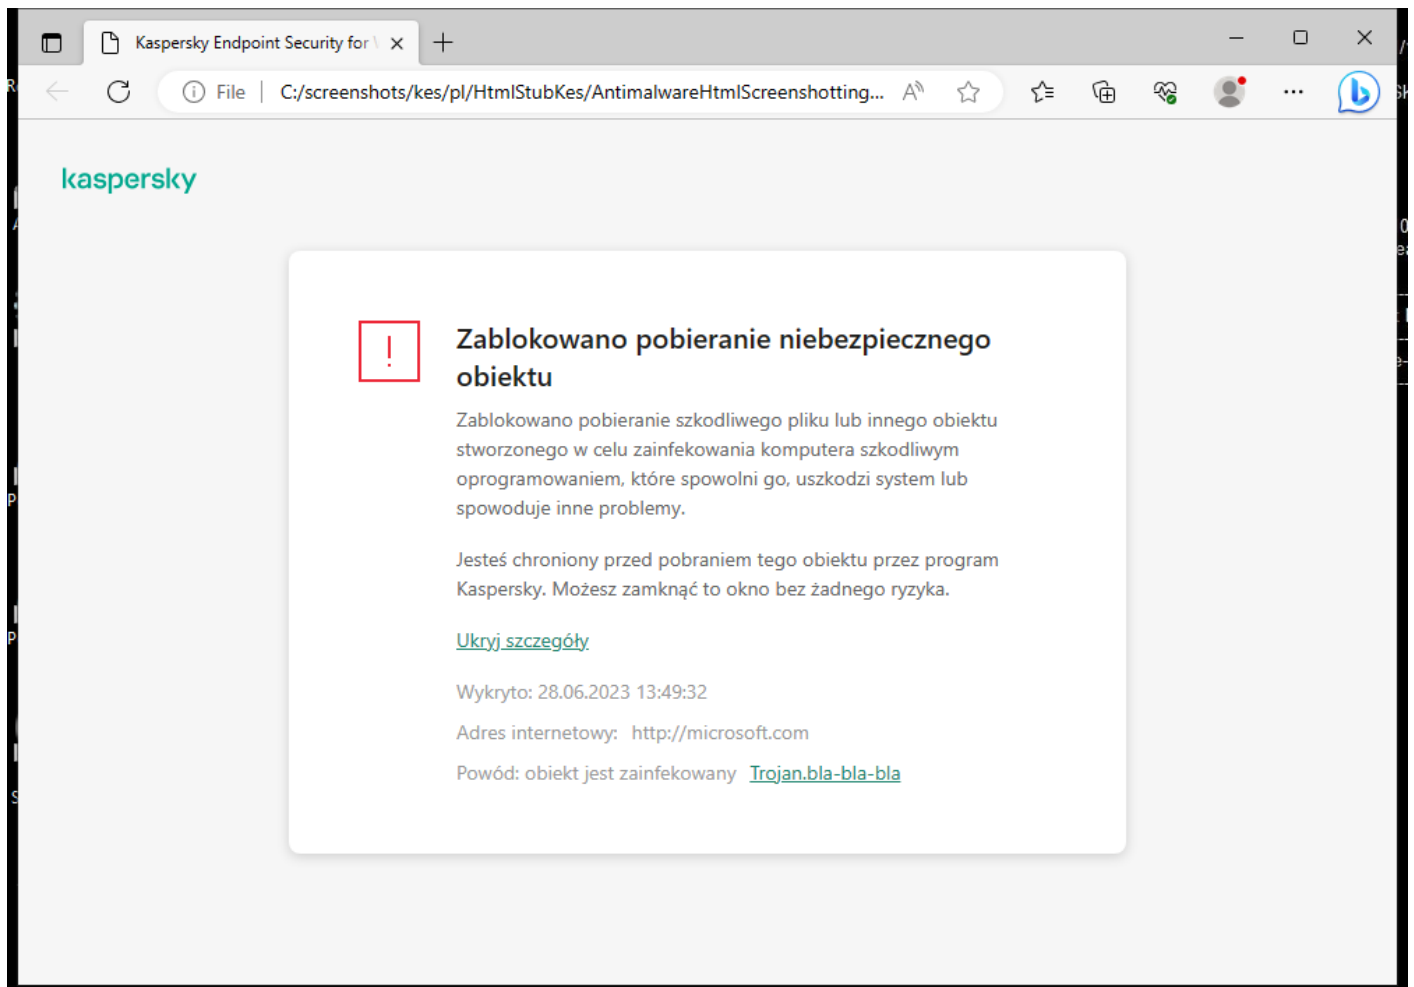 Kaspersky Endpoint Security for
File
C:/screenshots/kes/pl/HtmlStubKes/AntimalwareHtmlScreenshotting...
kaspersky
!
Zablokowano pobieranie niebezpiecznego
obiektu
Zablokowano pobieranie szkodliwego pliku lub innego obiektu
stworzonego w celu zainfekowania komputera szkodliwym
oprogramowaniem, które spowolni go, uszkodzi system lub
spowoduje inne problemy.
Jesteś chroniony przed pobraniem tego obiektu przez program
Kaspersky. Możesz zamknąć to okno bez żadnego ryzyka.
Ukryj szczegóły
Wykryto: 28.06.2023 13:49:32
Adres internetowy: http://microsoft.com
Powód: obiekt jest zainfekowany Trojan.bla-bla-bla